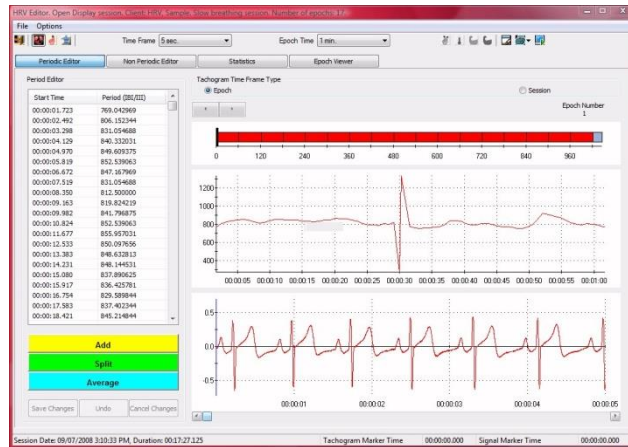 HRV Editor. Open Display session. Client: HRV, Sample: Slow breathing session. Number of epochs: 17.
File Options
Time Frame 5 sec. Epoch Time 1 min.
Periodic Editor Non Periodic Editor Statistics Epoch Viewer
Period Editor Tachogram Time Frame Type
Epoch Session
Start Time Period (IBI/III)
00:00:01.723 769.042969
00:00:02.492 806.152344
00:00:03.298 831.054688
00:00:04.129 840.332031
00:00:04.970 849.609375
00:00:05.819 852.539063
00:00:06.672 847.167969
00:00:07.519 831.054688
00:00:08.350 812.500000
00:00:09.163 819.824219
00:00:09.982 841.796875
00:00:10.824 852.539063
00:00:11.677 855.957031
00:00:12.533 850.097656
00:00:13.383 848.632813
00:00:14.231 848.144531
00:00:15.080 837.890625
00:00:15.917 836.425781
00:00:16.754 829.589844
00:00:17.583 837.402344
00:00:18.421 845.214844
Add
Split
Average
Save Changes Undo Cancel Changes
Epoch Number
1
0 120 240 360 480 600 720 840 960
1200
1000
800
600
400
00:00:05 00:00:10 00:00:15 00:00:20 00:00:25 00:00:30 00:00:35 00:00:40 00:00:45 00:00:50 00:00:55 00:01:00
0.5
0.0
-0.5
00:00:01 00:00:02 00:00:03 00:00:04 00:00:05
Session Date: 09/07/2008 3:10:33 PM, Duration: 00:17:27.125 Tachogram Marker Time 00:00:00.000 Signal Marker Time 00:00:00.000